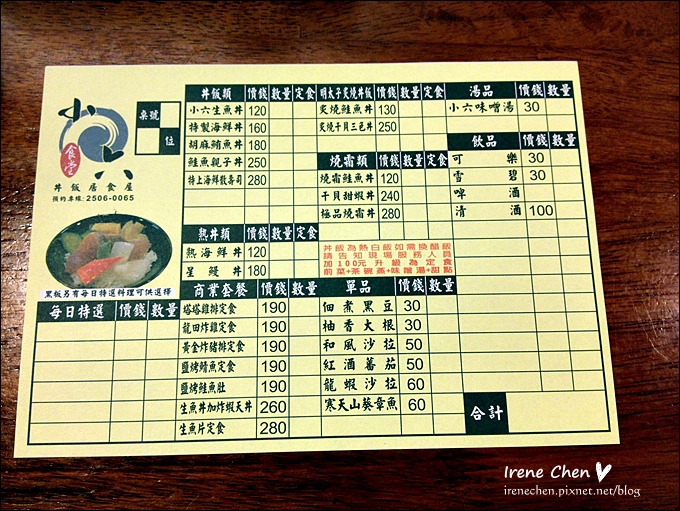 小六
食堂
丼飯居食屋
預約專線:2506-0065
桌號
位
黑板另有每日特選料理可供選擇
每日特選 價錢 數量
丼飯類 價錢 數量 定食
小六生魚丼 120
特製海鮮丼 160
胡麻鮪魚丼 180
鮭魚親子丼 250
特上海鮮散壽司 280
熱丼類 價錢 數量 定食
熱海鮮丼 120
星鰻丼 180
商業套餐 價錢 數量
塔塔雞排定食 190
龍田炸雞定食 190
黃金炸豬排定食 190
鹽烤鯖魚定食 190
鹽烤鮭魚肚 190
生魚丼加炸蝦天丼 260
生魚片定食 280
明太子炙燒丼飯 價錢 數量 定食
炙燒鮭魚丼 130
炙燒干貝三色丼 250
燒霜類 價錢 數量 定食
燒霜鮭魚丼 120
干貝甜蝦丼 240
極品燒霜丼 280
丼飯為熱白飯如需換醋飯
請告知現場服務人員
加100元升級為定食
前菜+茶碗蒸+味噌湯+甜點
單品 價錢 數量
佃煮黑豆 30
柚香大根 30
和風沙拉 50
紅酒蕃茄 50
龍蝦沙拉 60
寒天山葵章魚 60
湯品 價錢 數量
小六味噌湯 30
飲品 價錢 數量
可樂 30
雪碧 30
啤酒
清酒 100
合計
Irene Chen
irenechen.pixnet.net/blog